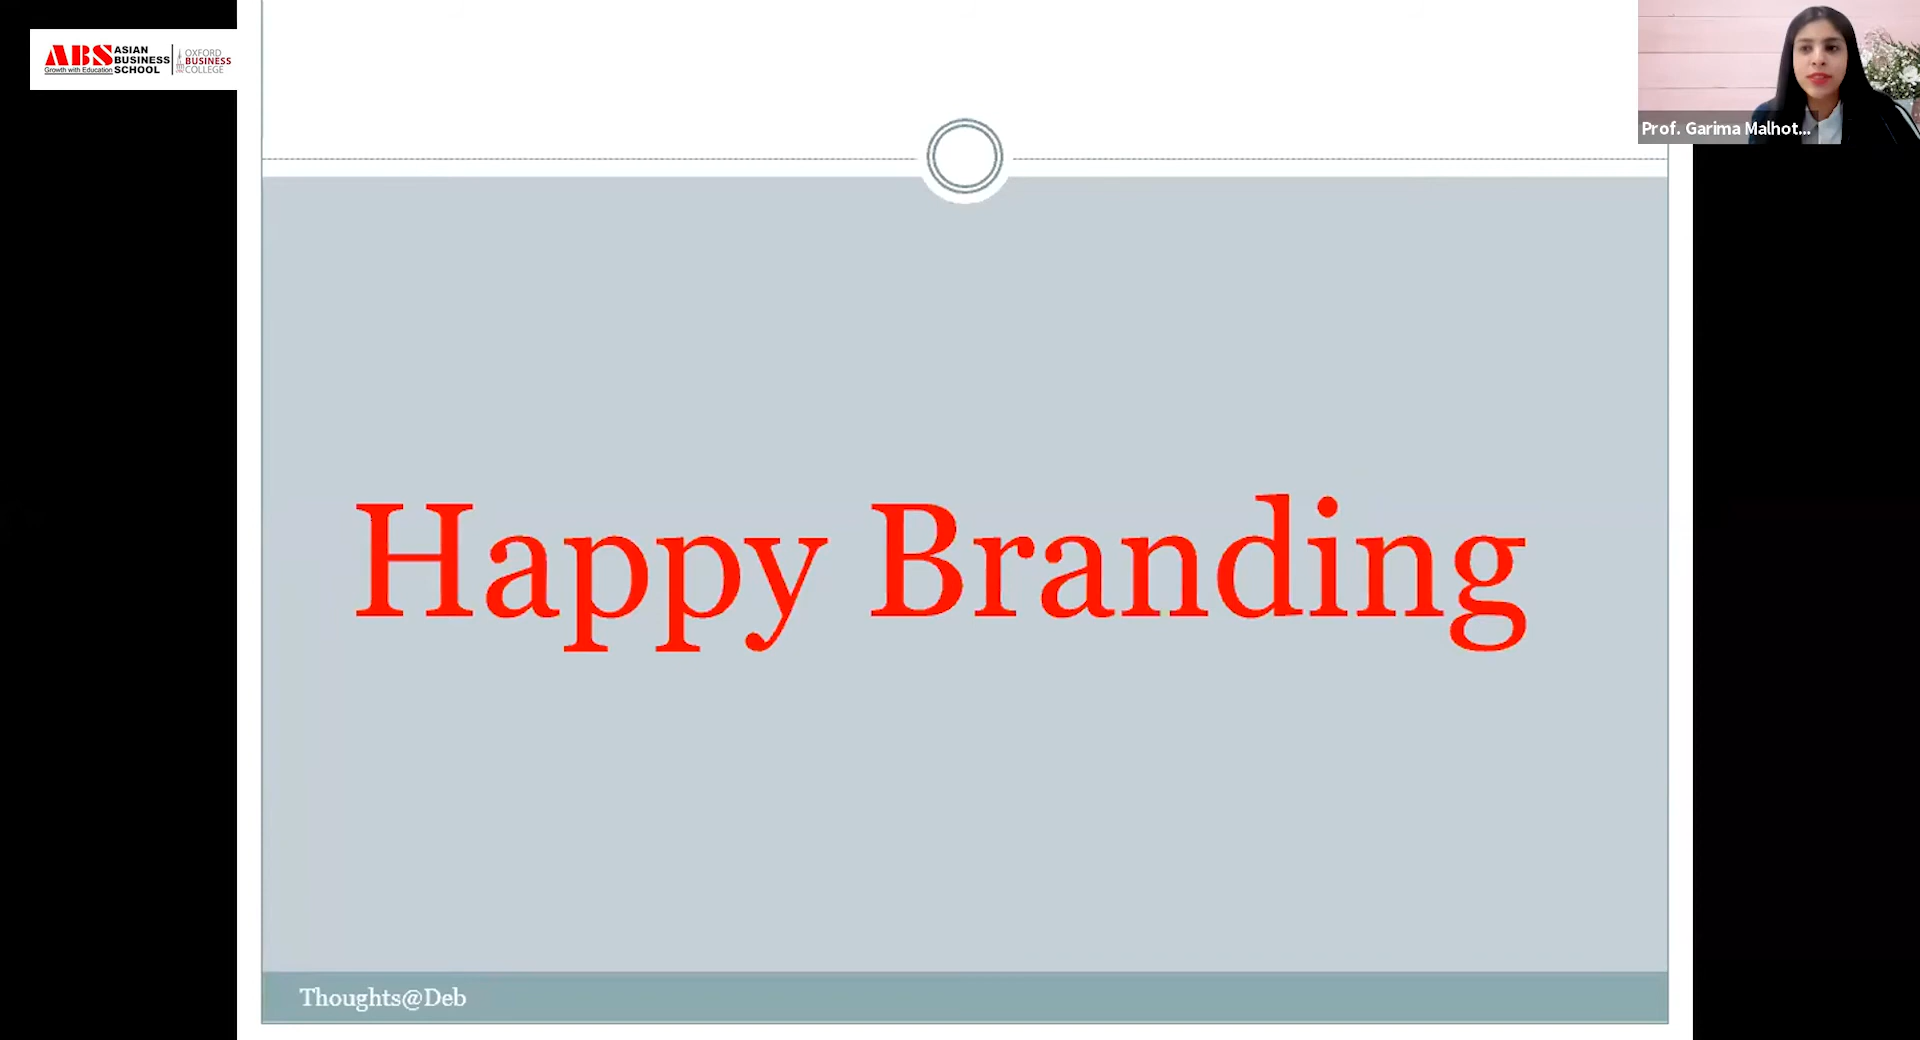 ABS ASIAN BUSINESS SCHOOL
Growth with Education
OXFORD BUSINESS COLLEGE
Prof. Garima Malhot...
Happy Branding
Thoughts@Deb